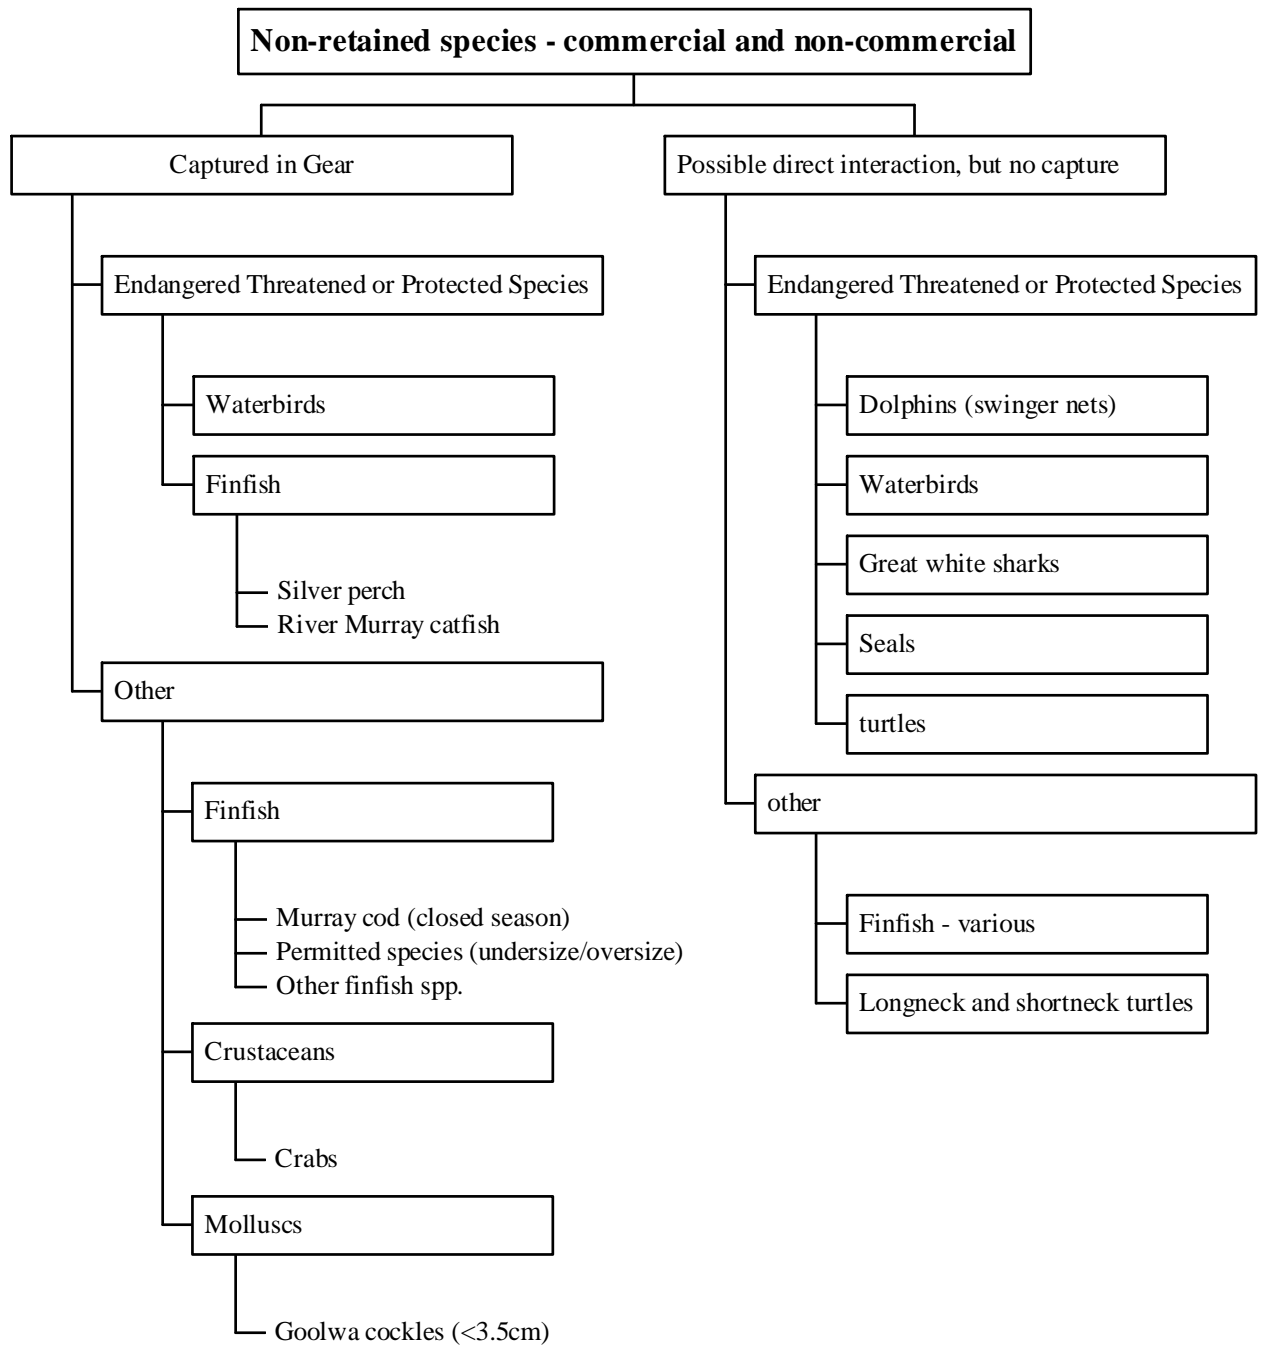 Non-retained species - commercial and non-commercial
Captured in Gear
Endangered Threatened or Protected Species
Waterbirds
Finfish
Silver perch
River Murray catfish
Other
Finfish
Murray cod (closed season)
Permitted species (undersize/oversize)
Other finfish spp.
Crustaceans
Crabs
Molluscs
Goolwa cockles (<3.5cm)
Possible direct interaction, but no capture
Endangered Threatened or Protected Species
Dolphins (swinger nets)
Waterbirds
Great white sharks
Seals
turtles
other
Finfish - various
Longneck and shortneck turtles